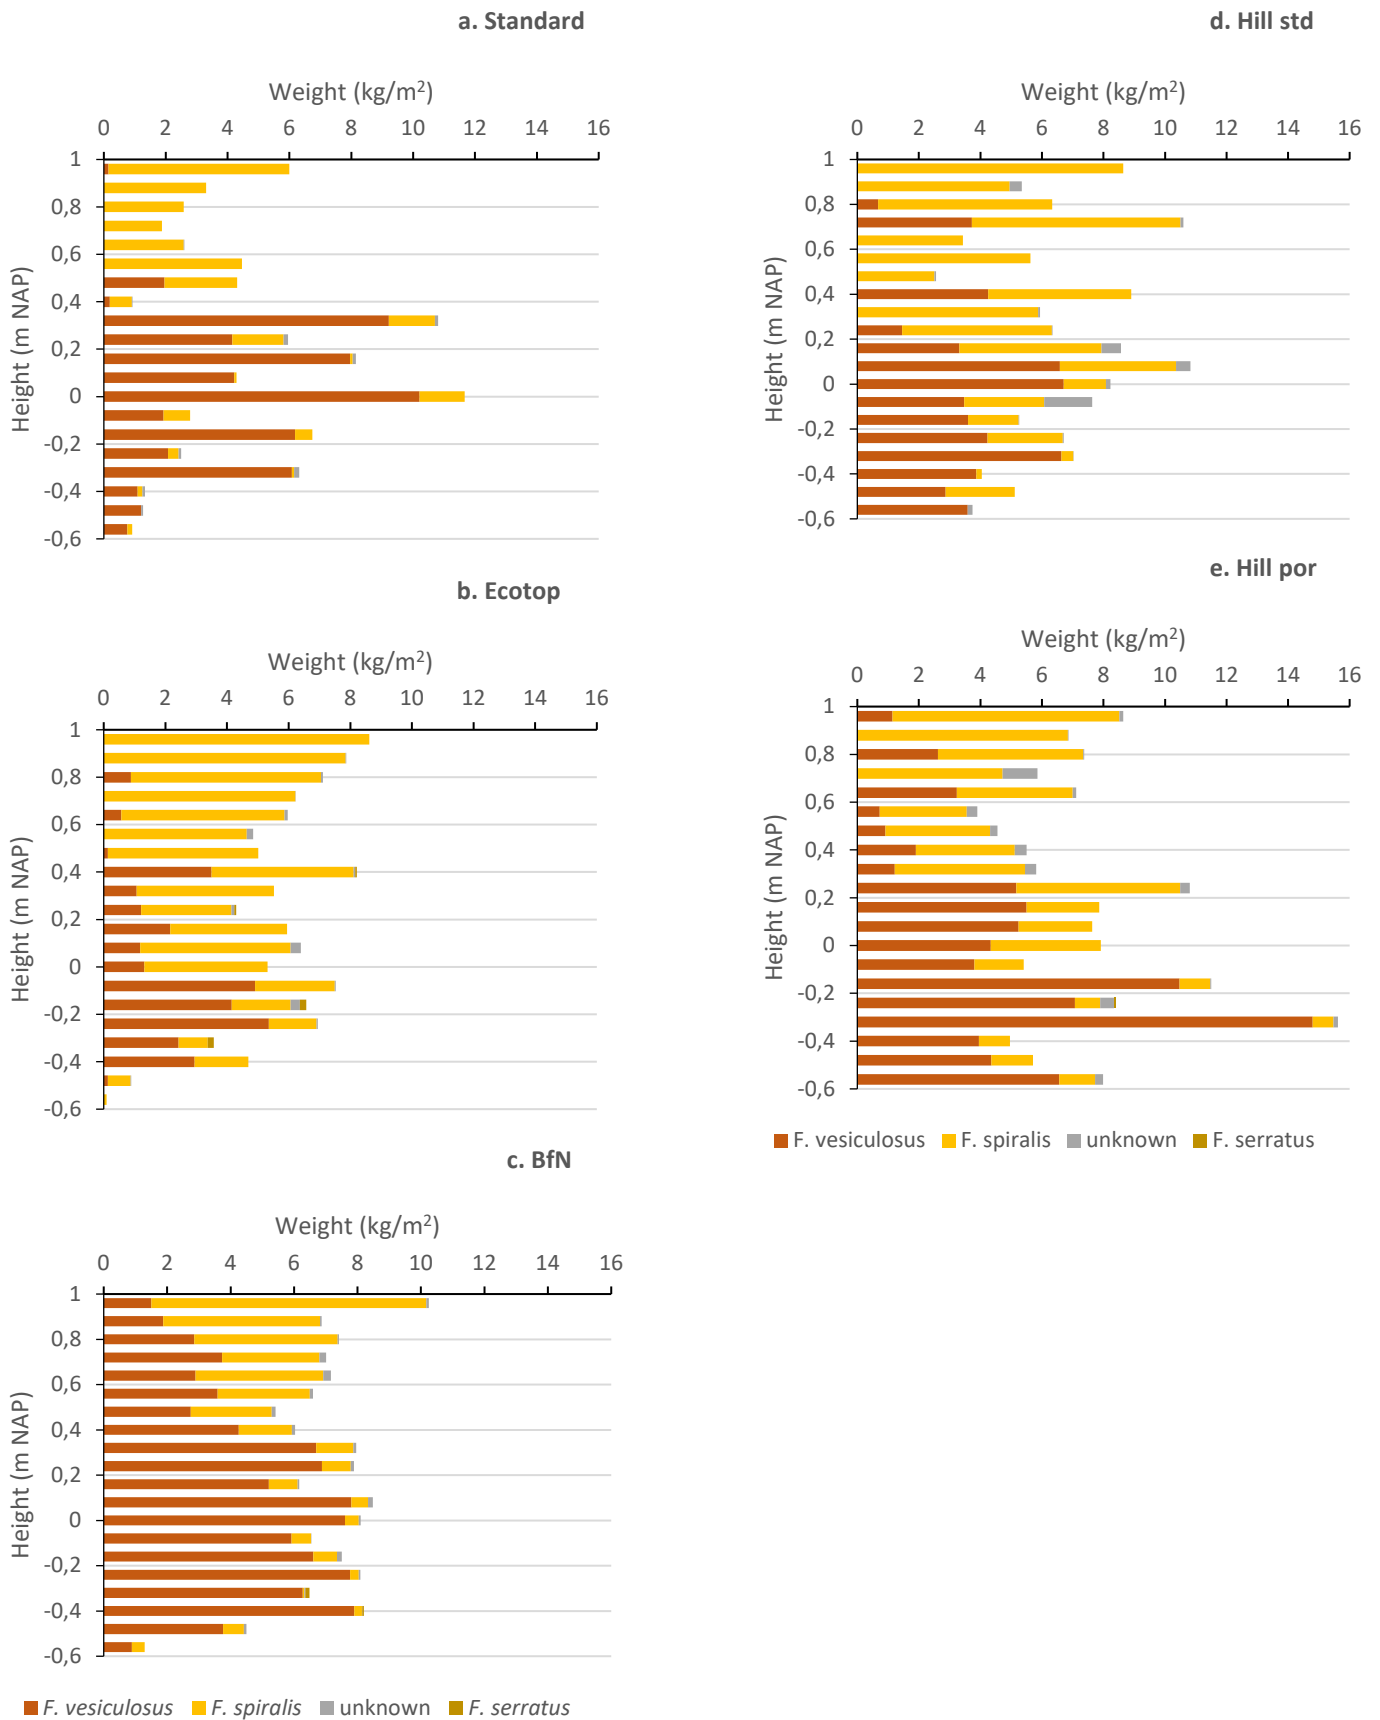 a. Standard
Weight (kg/m²)
0 2 4 6 8 10 12 14 16
Height (m NAP)
1
0,8
0,6
0,4
0,2
0
-0,2
-0,4
-0,6
b. Ecotop
Weight (kg/m²)
0 2 4 6 8 10 12 14 16
Height (m NAP)
1
0,8
0,6
0,4
0,2
0
-0,2
-0,4
-0,6
c. BfN
Weight (kg/m²)
0 2 4 6 8 10 12 14 16
Height (m NAP)
1
0,8
0,6
0,4
0,2
0
-0,2
-0,4
-0,6
F. vesiculosus F. spiralis unknown F. serratus
d. Hill std
Weight (kg/m²)
0 2 4 6 8 10 12 14 16
Height (m NAP)
1
0,8
0,6
0,4
0,2
0
-0,2
-0,4
-0,6
e. Hill por
Weight (kg/m²)
0 2 4 6 8 10 12 14 16
Height (m NAP)
1
0,8
0,6
0,4
0,2
0
-0,2
-0,4
-0,6
F. vesiculosus F. spiralis unknown F. serratus